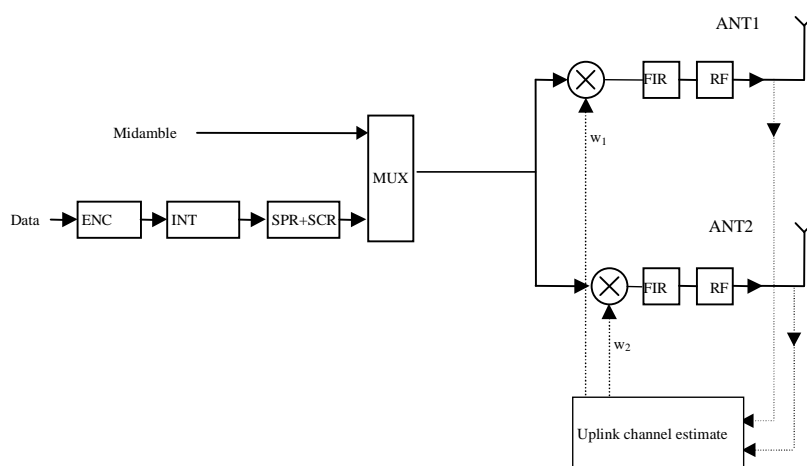 ANT1
FIR
RF
Midamble
w1
MUX
Data
ENC
INT
SPR+SCR
ANT2
FIR
RF
w2
Uplink channel estimate